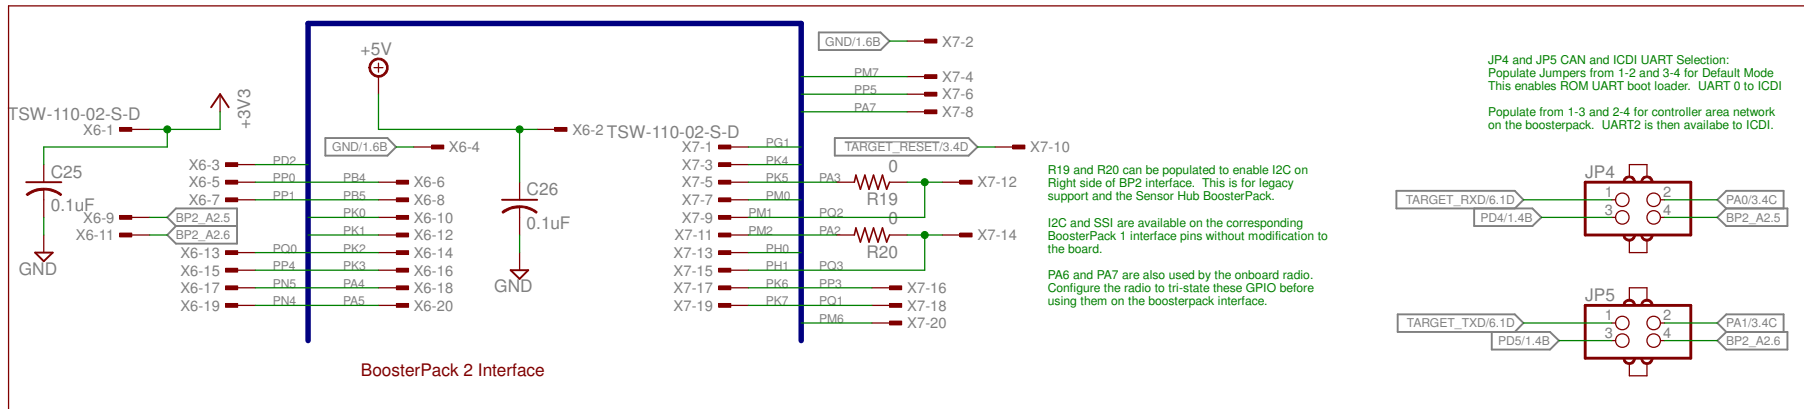 +5V
TSW-110-02-S-D
X6-1
+3V3
C25
0.1uF
GND
X6-3 PD2
X6-5 PP0
X6-7 PP1
X6-9 BP2_A2.5
X6-11 BP2_A2.6
X6-13 PQ0
X6-15 PP4
X6-17 PN5
X6-19 PN4
X6-2
GND/1.6B X6-4
PB4 X6-6
PB5 X6-8
PK0 X6-10
PK1 X6-12
PK2 X6-14
PK3 X6-16
PA4 X6-18
PA5 X6-20
C26
0.1uF
GND
TSW-110-02-S-D
X7-1 PG1
X7-3 PK4
X7-5 PK5
X7-7 PM0
X7-9 PM1
X7-11 PM2
X7-13 PH0
X7-15 PH1
X7-17 PK6
X7-19 PK7
GND/1.6B X7-2
PM7 X7-4
PP5 X7-6
PA7 X7-8
TARGET_RESET/3.4D X7-10
0
PA3 X7-12
R19
PQ2
0
PA2 X7-14
R20
PQ3
PP3 X7-16
PQ1 X7-18
PM6 X7-20
BoosterPack 2 Interface
R19 and R20 can be populated to enable I2C on
Right side of BP2 interface. This is for legacy
support and the Sensor Hub BoosterPack.
I2C and SSI are available on the corresponding
BoosterPack 1 interface pins without modification to
the board.
PA6 and PA7 are also used by the onboard radio.
Configure the radio to tri-state these GPIO before
using them on the boosterpack interface.
JP4 and JP5 CAN and ICDI UART Selection:
Populate Jumpers from 1-2 and 3-4 for Default Mode
This enables ROM UART boot loader. UART 0 to ICDI
Populate from 1-3 and 2-4 for controller area network
on the boosterpack. UART2 is then availabe to ICDI.
JP4
TARGET_RXD/6.1D 1 2 PA0/3.4C
PD4/1.4B 3 4 BP2_A2.5
JP5
TARGET_TXD/6.1D 1 2 PA1/3.4C
PD5/1.4B 3 4 BP2_A2.6